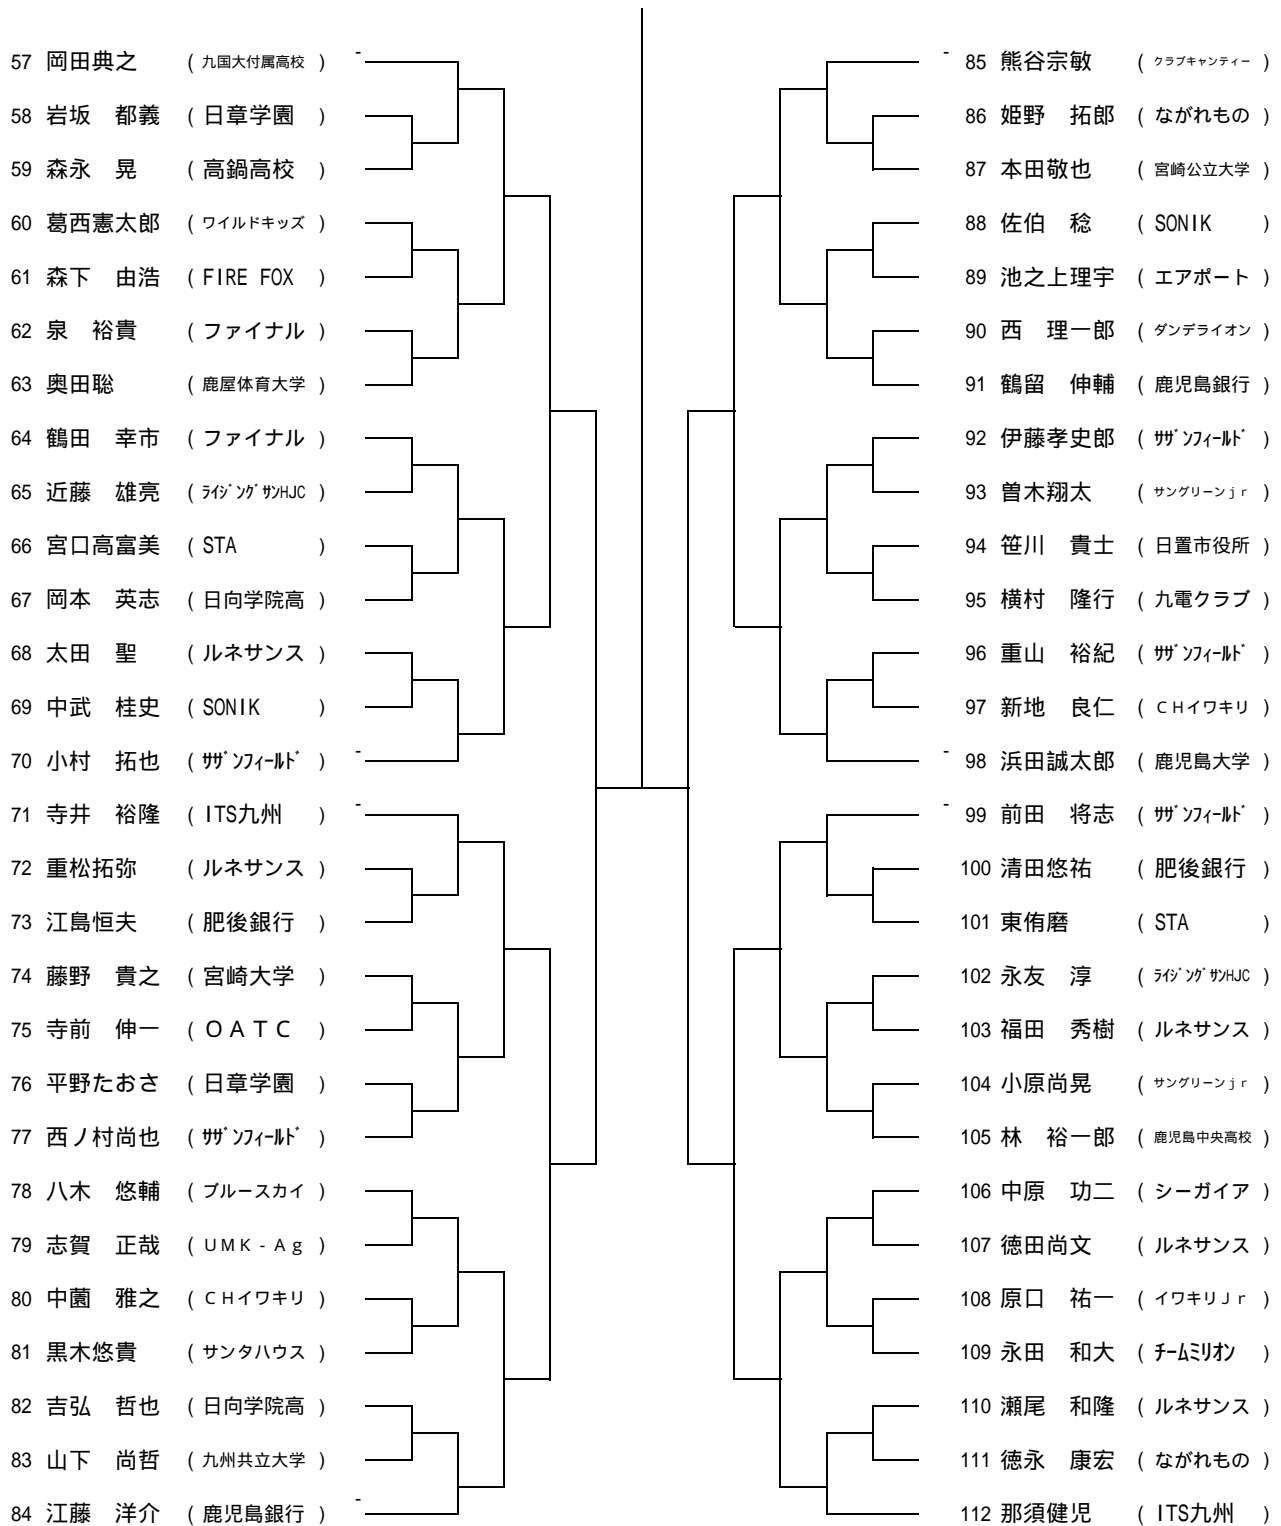 57 岡田典之 ( 九国大付属高校 ) -
58 岩坂　都義 ( 日章学園 )
59 森永　晃 ( 高鍋高校 )
60 葛西憲太郎 ( ワイルドキッズ )
61 森下　由浩 ( FIRE FOX )
62 泉　裕貴 ( ファイナル )
63 奥田聡 ( 鹿屋体育大学 )
64 鶴田　幸市 ( ファイナル )
65 近藤　雄亮 ( ﾗｲｼﾞﾝｸﾞｻﾝHJC )
66 宮口高富美 ( STA )
67 岡本　英志 ( 日向学院高 )
68 太田　聖 ( ルネサンス )
69 中武　桂史 ( SONIK )
70 小村　拓也 ( ｻｻﾞﾝﾌｨｰﾙﾄﾞ ) -
71 寺井　裕隆 ( ITS九州 ) -
72 重松拓弥 ( ルネサンス )
73 江島恒夫 ( 肥後銀行 )
74 藤野　貴之 ( 宮崎大学 )
75 寺前　伸一 ( ＯＡＴＣ )
76 平野たおさ ( 日章学園 )
77 西ノ村尚也 ( ｻｻﾞﾝﾌｨｰﾙﾄﾞ )
78 八木　悠輔 ( ブルースカイ )
79 志賀　正哉 ( ＵＭＫ‐Ａｇ )
80 中薗　雅之 ( ＣＨイワキリ )
81 黒木悠貴 ( サンタハウス )
82 吉弘　哲也 ( 日向学院高 )
83 山下　尚哲 ( 九州共立大学 )
84 江藤　洋介 ( 鹿児島銀行 ) -
- 85 熊谷宗敏 ( クラブキャンティー )
86 姫野　拓郎 ( ながれもの )
87 本田敬也 ( 宮崎公立大学 )
88 佐伯　稔 ( SONIK )
89 池之上理宇 ( エアポート )
90 西　理一郎 ( ダンデライオン )
91 鶴留　伸輔 ( 鹿児島銀行 )
92 伊藤孝史郎 ( ｻｻﾞﾝﾌｨｰﾙﾄﾞ )
93 曽木翔太 ( サングリーンｊｒ )
94 笹川　貴士 ( 日置市役所 )
95 横村　隆行 ( 九電クラブ )
96 重山　裕紀 ( ｻｻﾞﾝﾌｨｰﾙﾄﾞ )
97 新地　良仁 ( ＣＨイワキリ )
- 98 浜田誠太郎 ( 鹿児島大学 )
- 99 前田　将志 ( ｻｻﾞﾝﾌｨｰﾙﾄﾞ )
100 清田悠祐 ( 肥後銀行 )
101 東侑磨 ( STA )
102 永友　淳 ( ﾗｲｼﾞﾝｸﾞｻﾝHJC )
103 福田　秀樹 ( ルネサンス )
104 小原尚晃 ( サングリーンｊｒ )
105 林　裕一郎 ( 鹿児島中央高校 )
106 中原　功二 ( シーガイア )
107 徳田尚文 ( ルネサンス )
108 原口　祐一 ( イワキリＪｒ )
109 永田　和大 ( ﾁｰﾑﾐﾘｵﾝ )
110 瀬尾　和隆 ( ルネサンス )
111 徳永　康宏 ( ながれもの )
112 那須健児 ( ITS九州 )